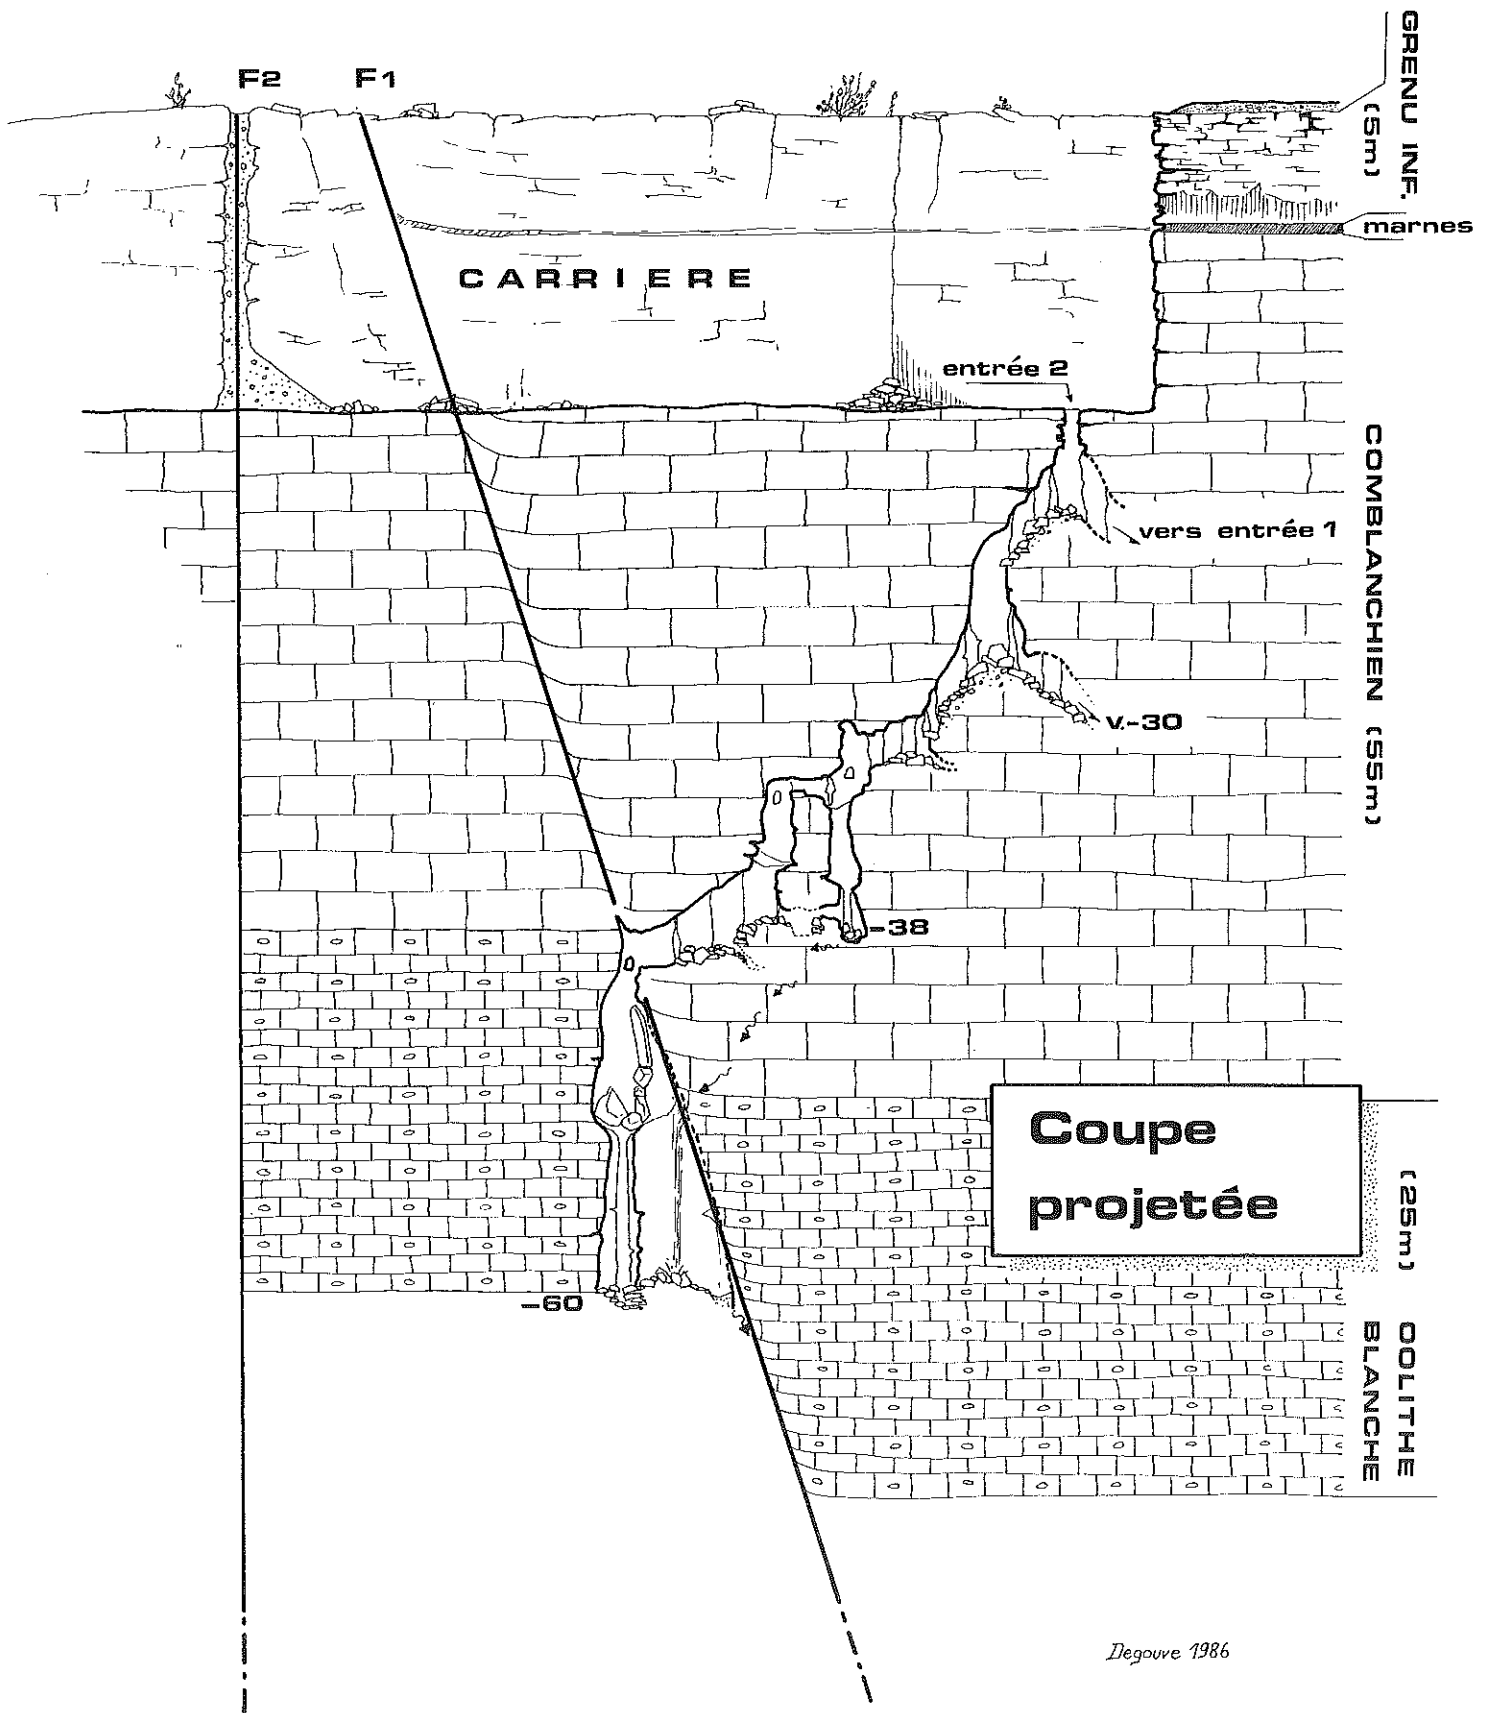 F2
F1
GRENU INF.
(5m)
marnes
CARRIERE
entrée 2
vers entrée 1
COMBLANCHIEN (55m)
v.-30
-38
Coupe
projetée
(25m)
-60
OOLITHE
BLANCHE
Degouve 1986